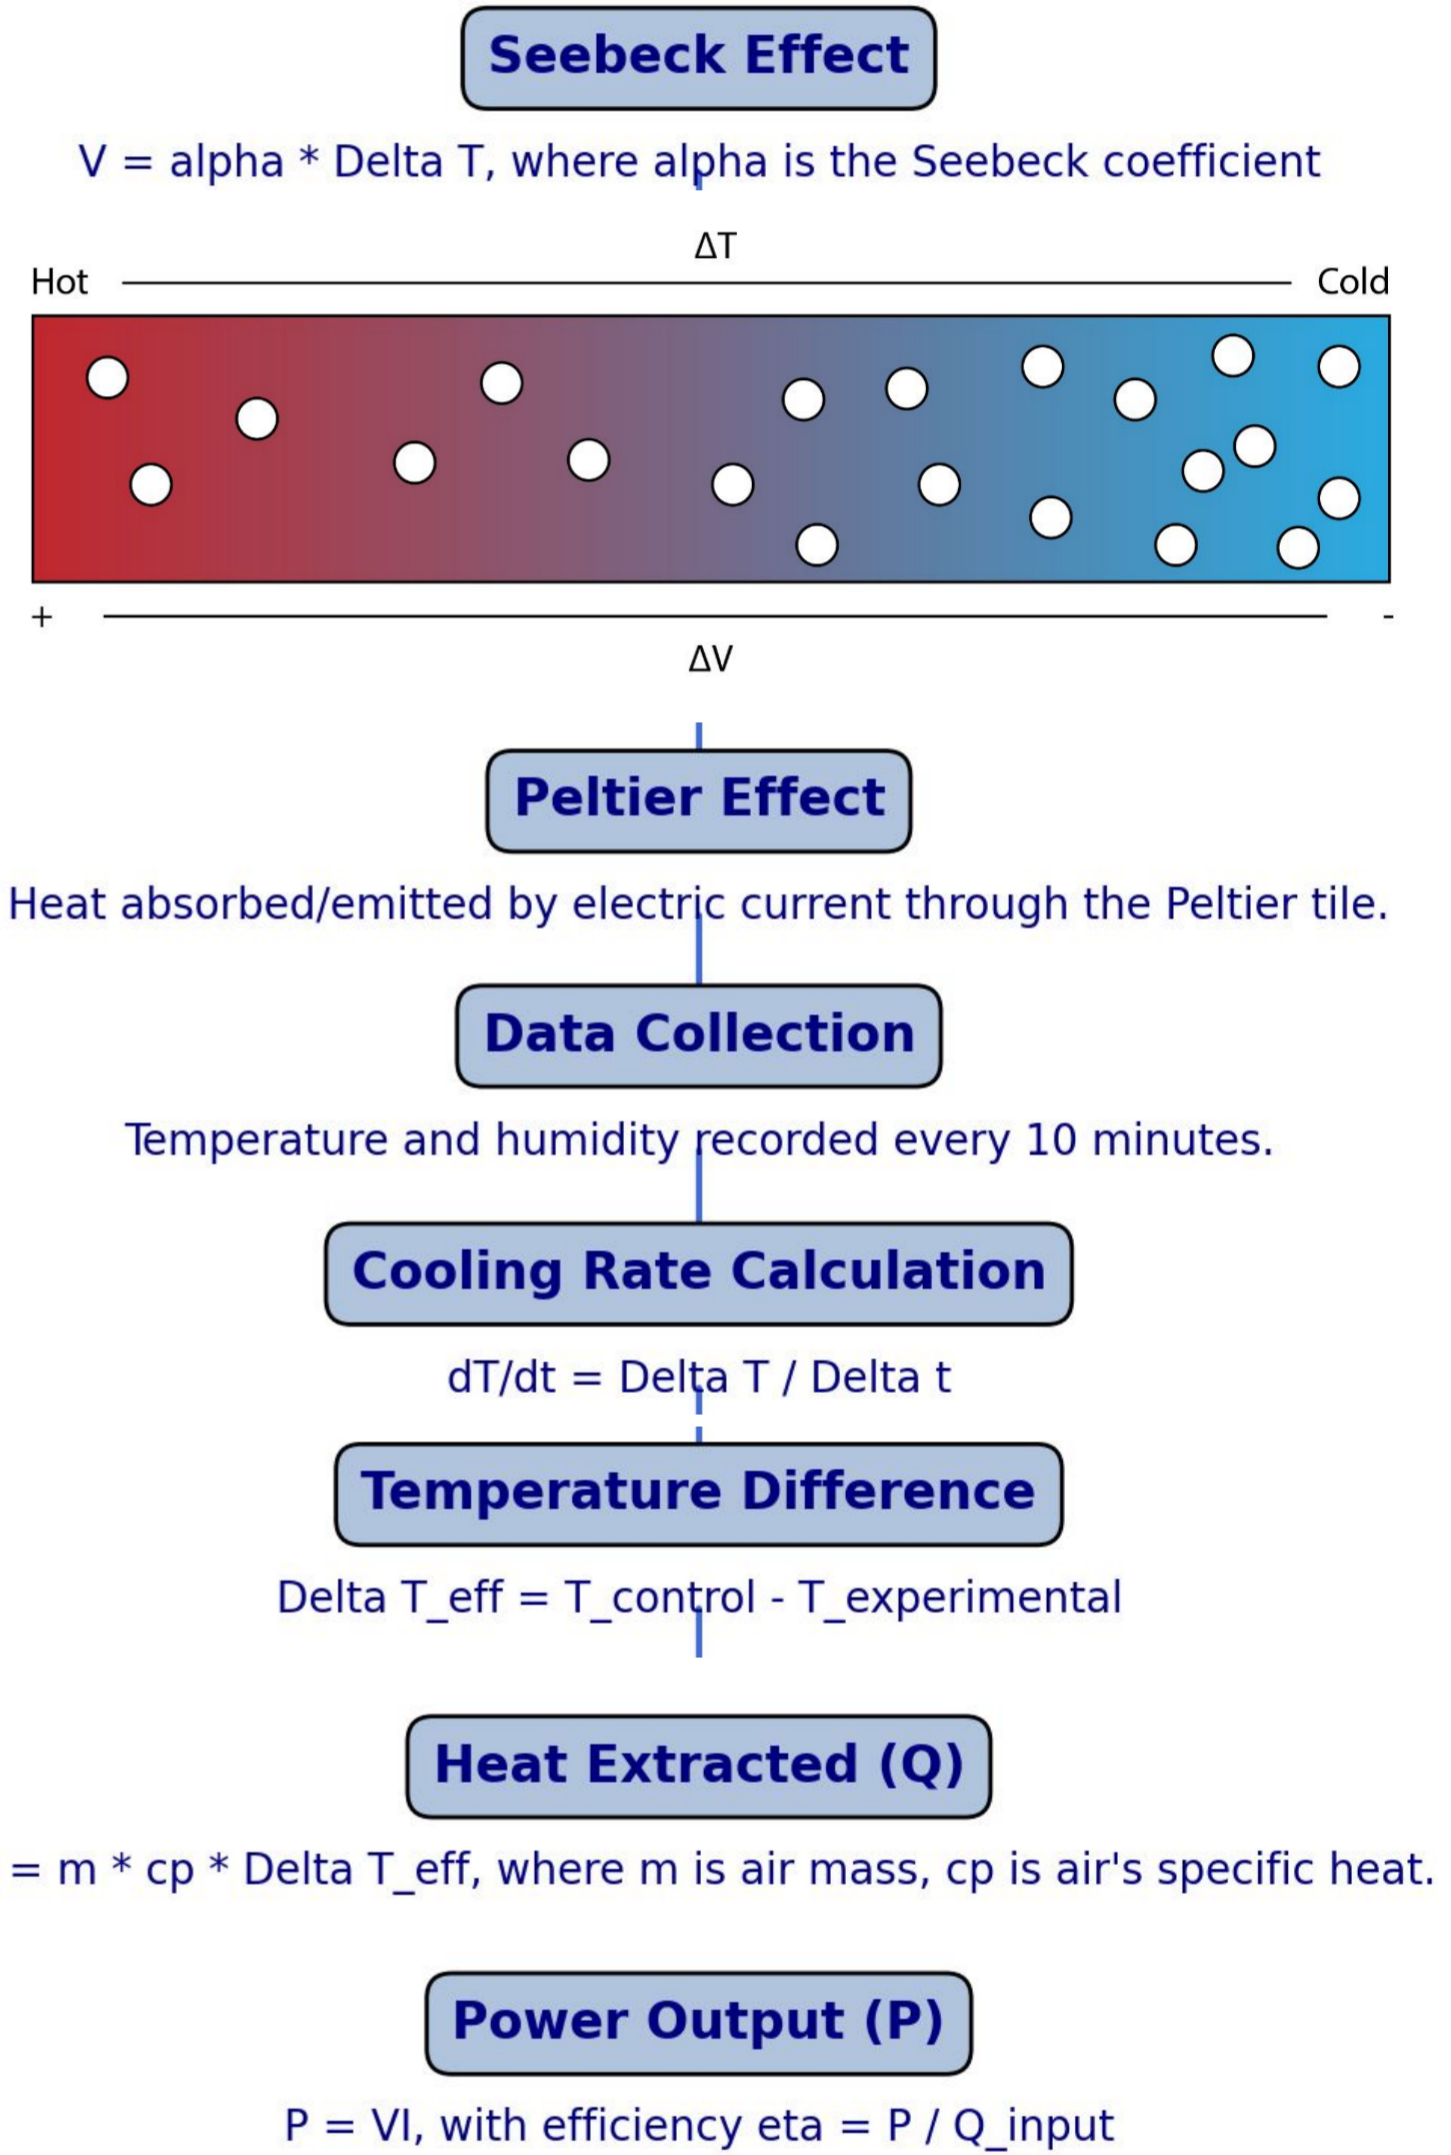 Seebeck Effect
V = alpha * Delta T, where alpha is the Seebeck coefficient
ΔT
Hot Cold
+ -
ΔV
Peltier Effect
Heat absorbed/emitted by electric current through the Peltier tile.
Data Collection
Temperature and humidity recorded every 10 minutes.
Cooling Rate Calculation
dT/dt = Delta T / Delta t
Temperature Difference
Delta T_eff = T_control - T_experimental
Heat Extracted (Q)
= m * cp * Delta T_eff, where m is air mass, cp is air's specific heat.
Power Output (P)
P = VI, with efficiency eta = P / Q_input